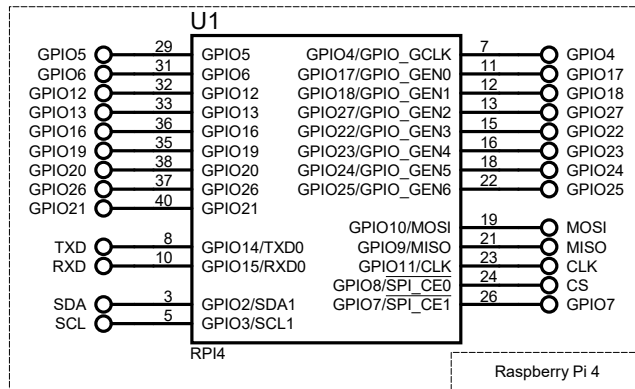 U1
GPIO5 29 GPIO5 GPIO4/GPIO_GCLK 7 GPIO4
GPIO6 31 GPIO6 GPIO17/GPIO_GEN0 11 GPIO17
GPIO12 32 GPIO12 GPIO18/GPIO_GEN1 12 GPIO18
GPIO13 33 GPIO13 GPIO27/GPIO_GEN2 13 GPIO27
GPIO16 36 GPIO16 GPIO22/GPIO_GEN3 15 GPIO22
GPIO19 35 GPIO19 GPIO23/GPIO_GEN4 16 GPIO23
GPIO20 38 GPIO20 GPIO24/GPIO_GEN5 18 GPIO24
GPIO26 37 GPIO26 GPIO25/GPIO_GEN6 22 GPIO25
GPIO21 40 GPIO21
GPIO10/MOSI 19 MOSI
TXD 8 GPIO14/TXD0 GPIO9/MISO 21 MISO
RXD 10 GPIO15/RXD0 GPIO11/CLK 23 CLK
GPIO8/SPI_CE0 24 CS
SDA 3 GPIO2/SDA1 GPIO7/SPI_CE1 26 GPIO7
SCL 5 GPIO3/SCL1
RPI4
Raspberry Pi 4